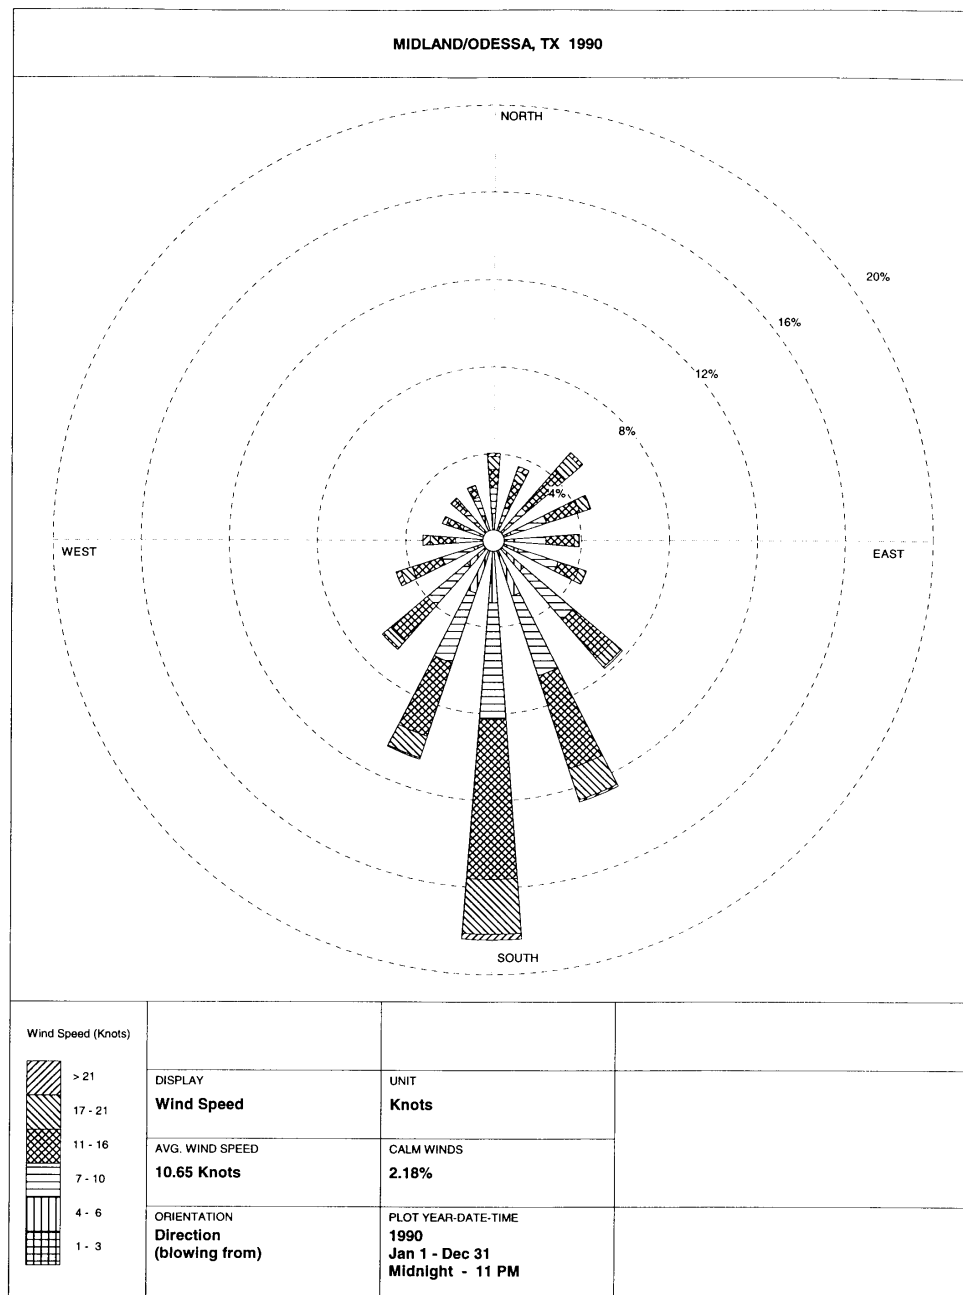 MIDLAND/ODESSA, TX 1990
NORTH
20%
16%
12%
8%
4%
WEST
EAST
SOUTH
Wind Speed (Knots)
> 21
17 - 21
11 - 16
7 - 10
4 - 6
1 - 3
DISPLAY
Wind Speed
UNIT
Knots
AVG. WIND SPEED
10.65 Knots
CALM WINDS
2.18%
ORIENTATION
Direction
(blowing from)
PLOT YEAR-DATE-TIME
1990
Jan 1 - Dec 31
Midnight - 11 PM